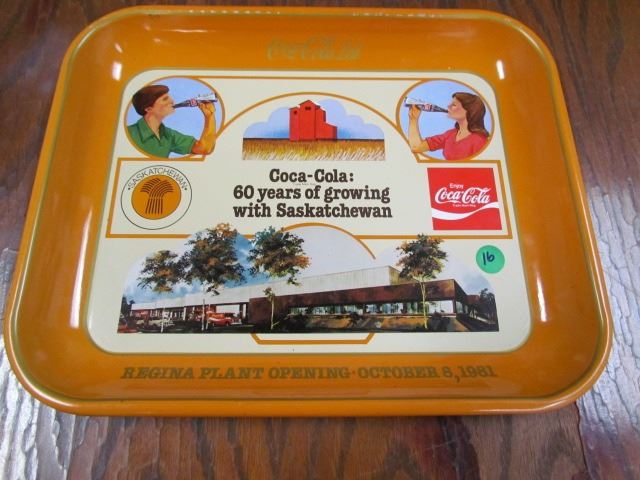 Coca-Cola Ltd.
SASKATCHEWAN
Coca-Cola:
60 years of growing
with Saskatchewan
Enjoy
Coca-Cola
16
REGINA PLANT OPENING·OCTOBER 8, 1981